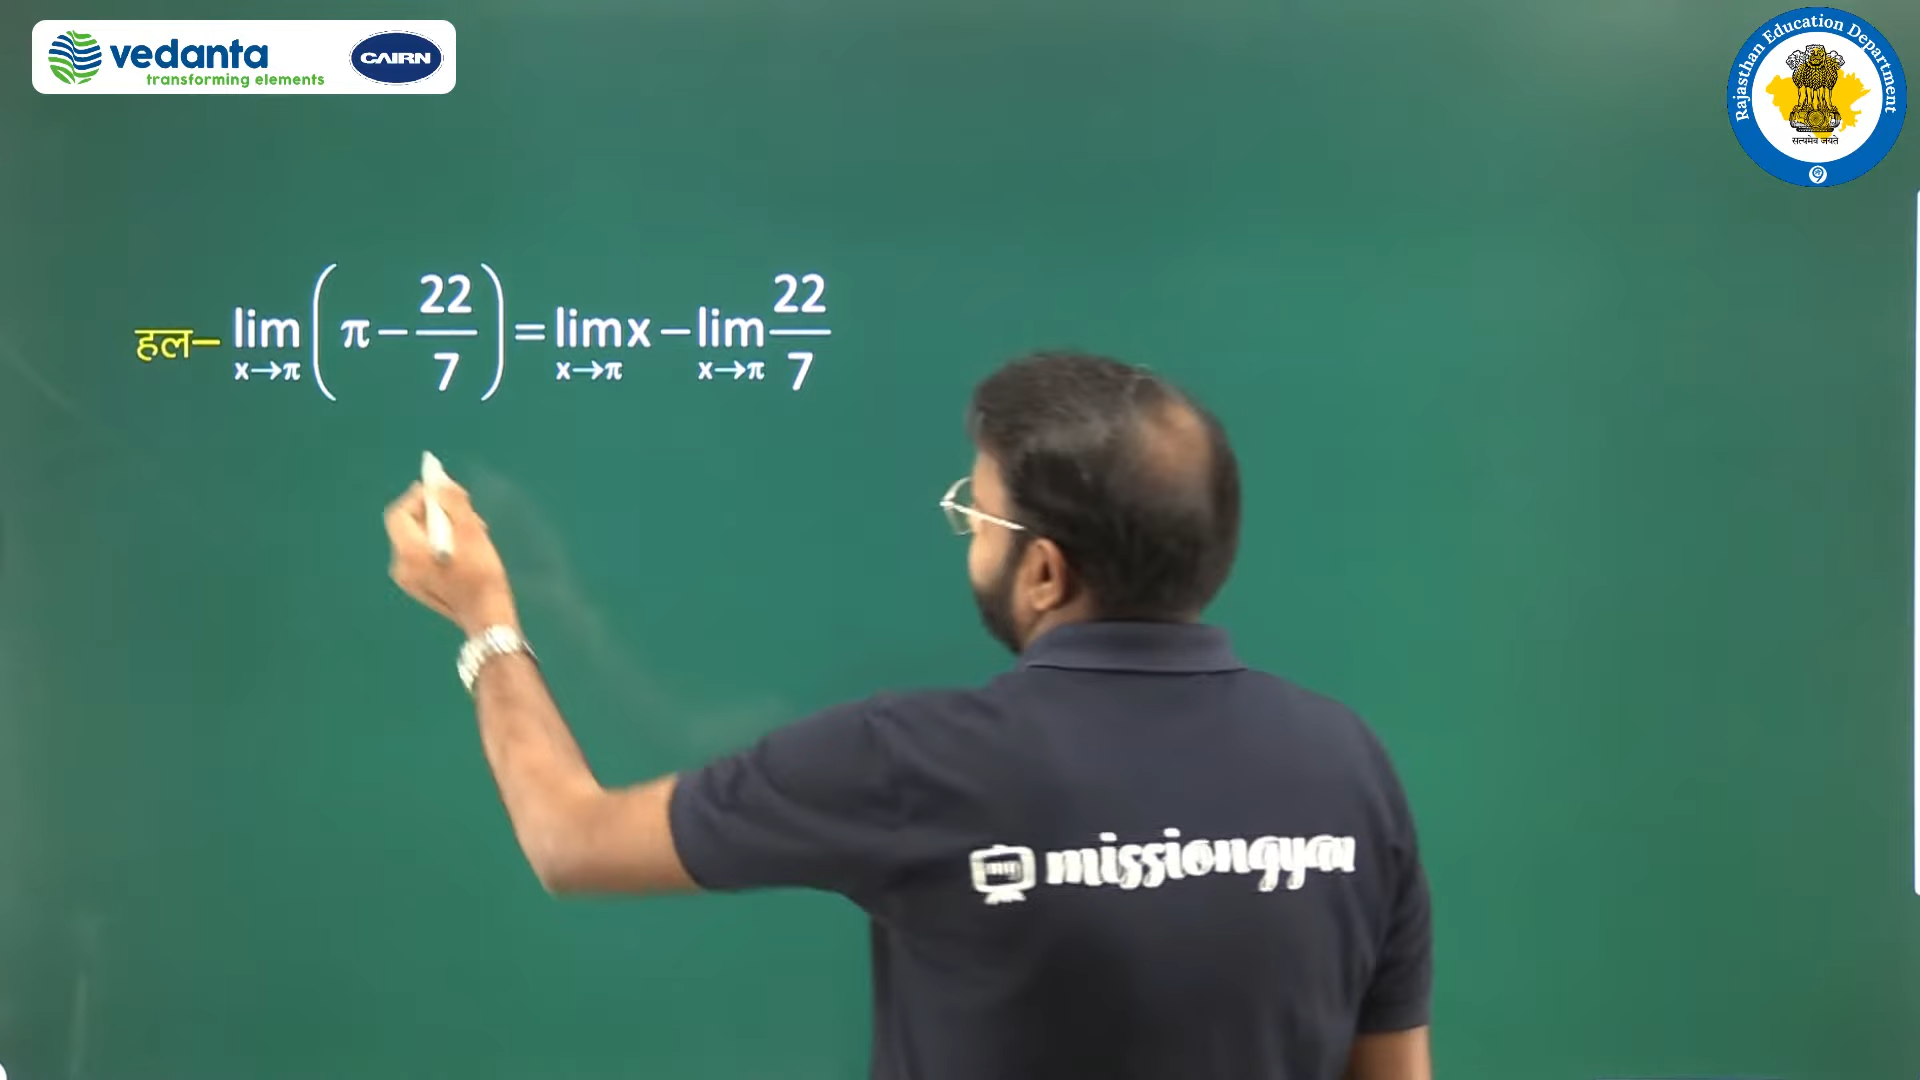 vedanta
transforming elements
CAIRN
Rajasthan Education Department
सत्यमेव जयते
हल– lim x→π ( π – 22/7 ) = lim x→π x – lim x→π 22/7
missiongyan